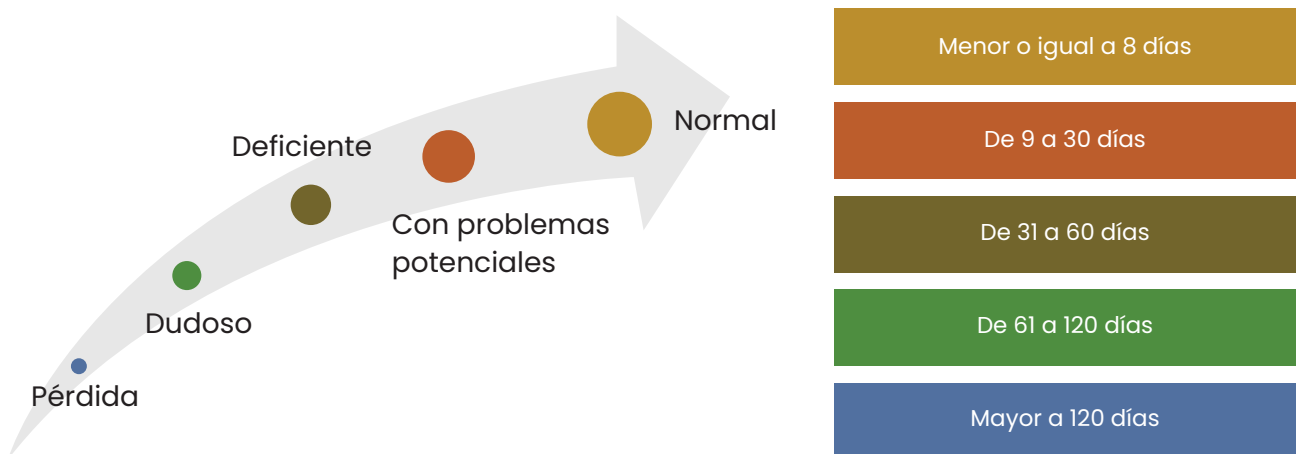 Normal
Deficiente
Con problemas
potenciales
Dudoso
Pérdida
Menor o igual a 8 días
De 9 a 30 días
De 31 a 60 días
De 61 a 120 días
Mayor a 120 días